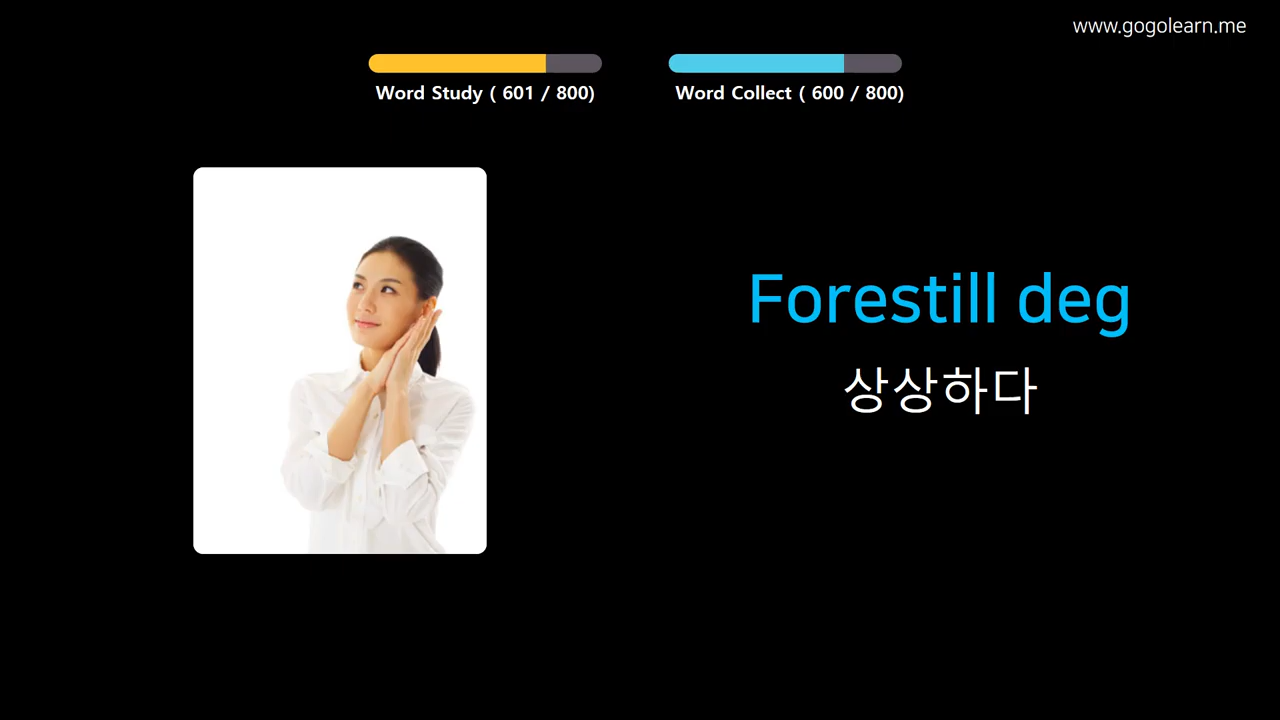 www.gogolearn.me
Word Study ( 601 / 800)
Word Collect ( 600 / 800)
Forestill deg
상상하다